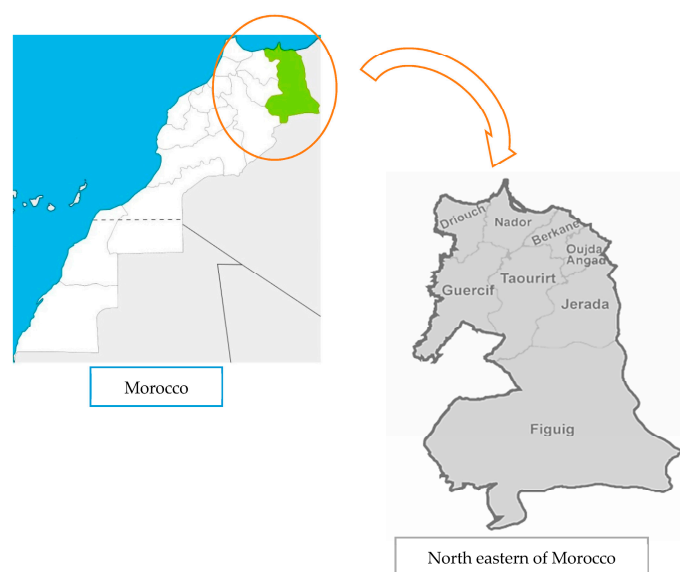 Morocco
Driouch
Nador
Berkane
Oujda
Angad
Guercif
Taourirt
Jerada
Figuig
North eastern of Morocco